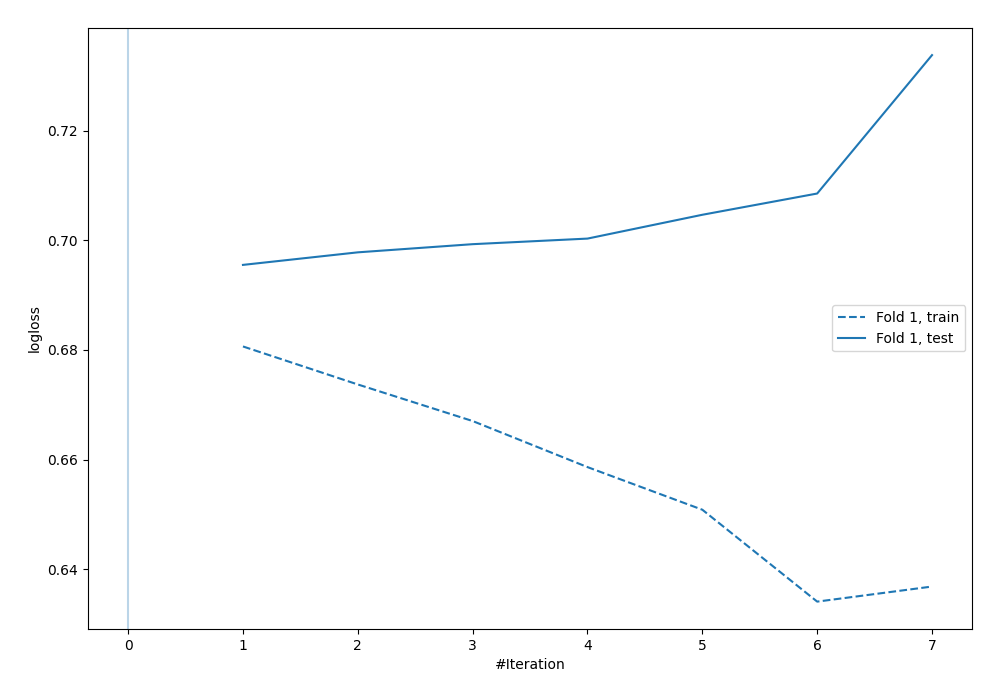 0.72
0.70
0.68
0.66
0.64
logloss
0 1 2 3 4 5 6 7
#Iteration
Fold 1, train
Fold 1, test